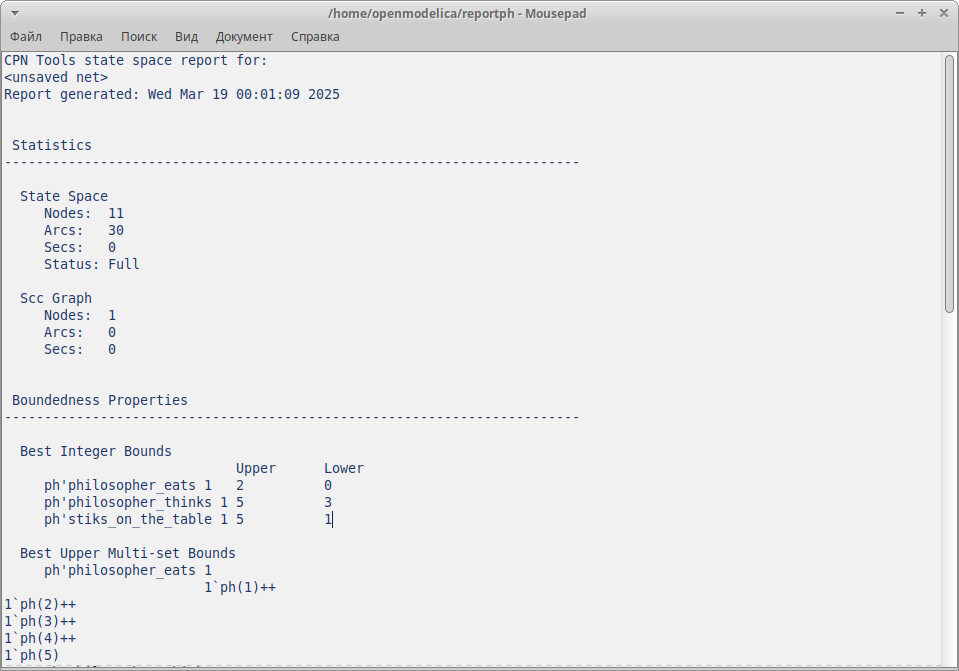 /home/openmodelica/reportph - Mousepad
Файл Правка Поиск Вид Документ Справка
CPN Tools state space report for:
<unsaved net>
Report generated: Wed Mar 19 00:01:09 2025
Statistics
------------------------------------------------------------------------
State Space
Nodes: 11
Arcs: 30
Secs: 0
Status: Full
Scc Graph
Nodes: 1
Arcs: 0
Secs: 0
Boundedness Properties
------------------------------------------------------------------------
Best Integer Bounds
Upper Lower
ph'philosopher_eats 1 2 0
ph'philosopher_thinks 1 5 3
ph'stiks_on_the_table 1 5 1
Best Upper Multi-set Bounds
ph'philosopher_eats 1
1`ph(1)++
1`ph(2)++
1`ph(3)++
1`ph(4)++
1`ph(5)